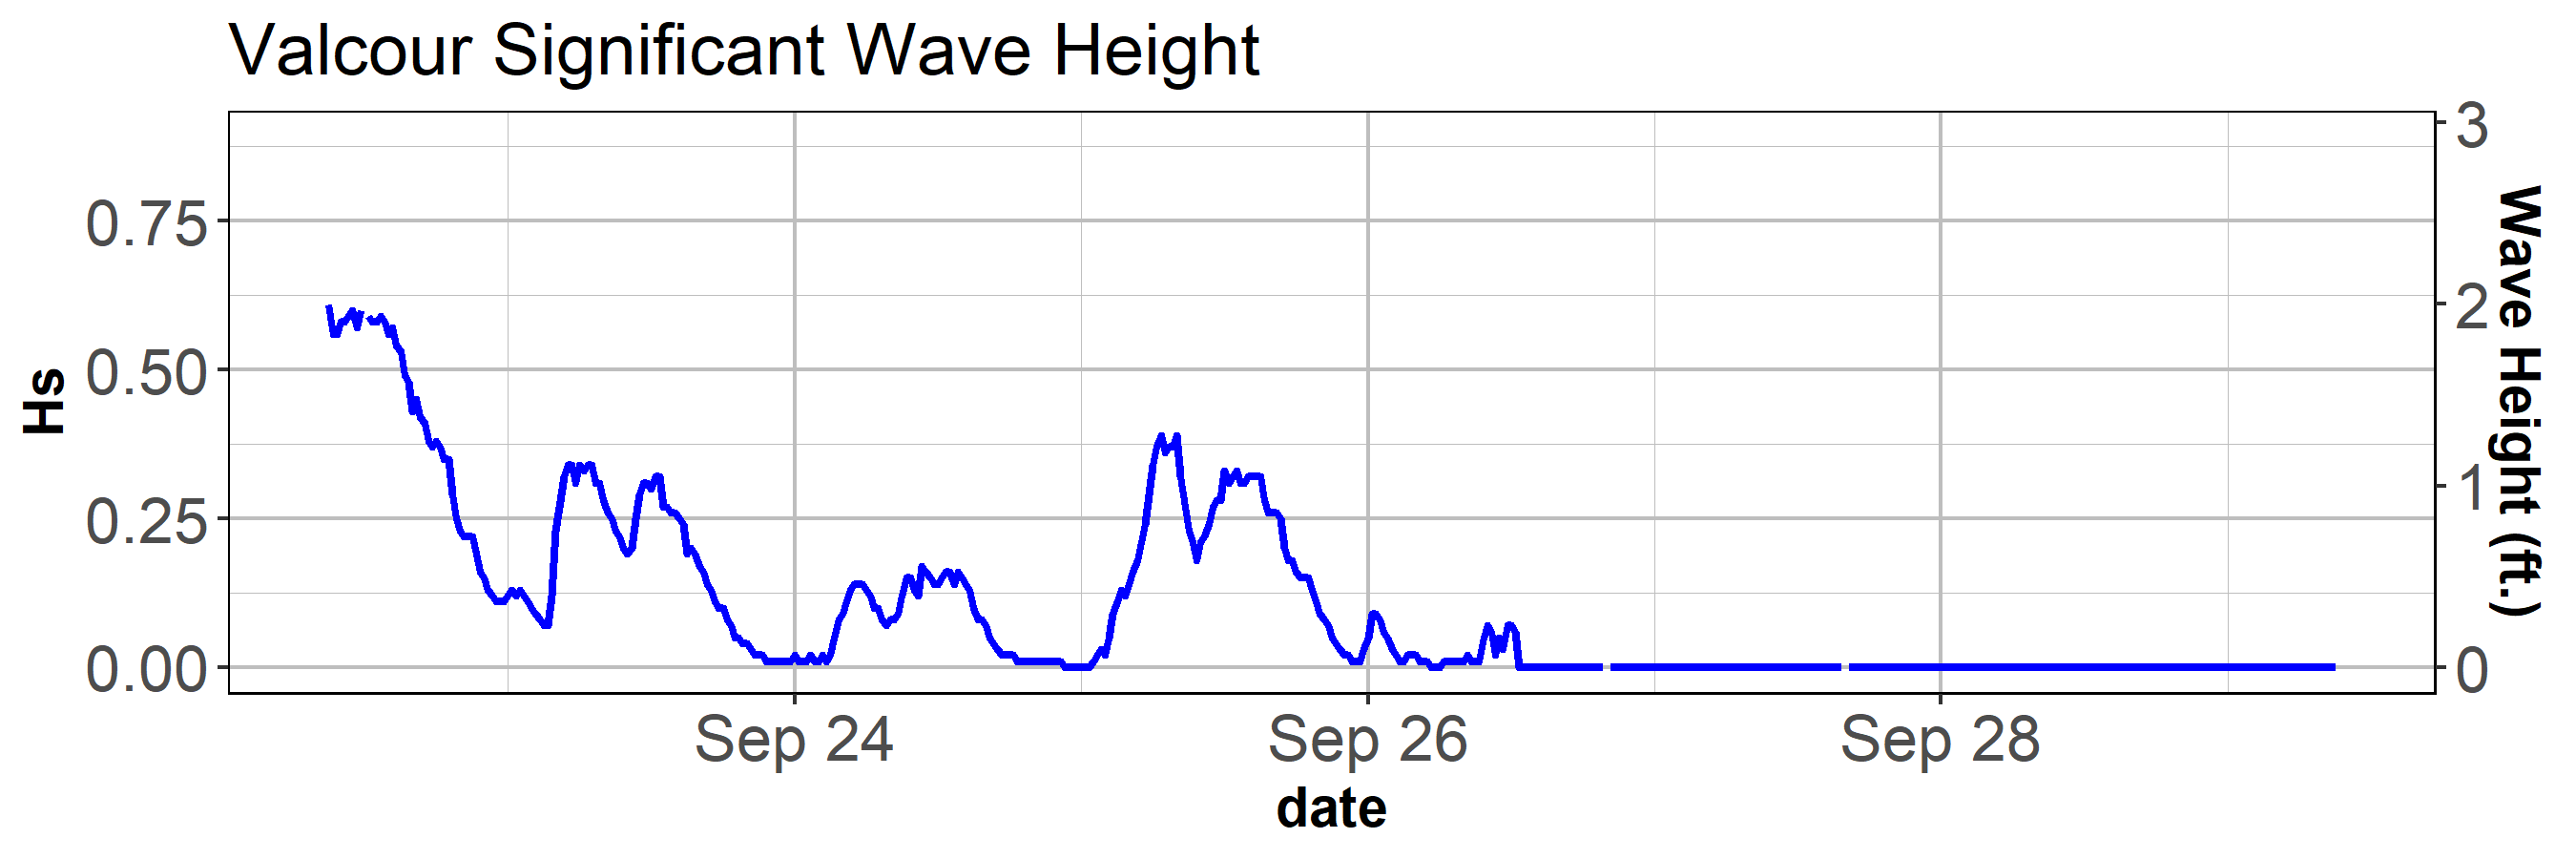 Valcour Significant Wave Height
Hs
0.75
0.50
0.25
0.00
3
2
1
0
Wave Height (ft.)
Sep 24
Sep 26
Sep 28
date